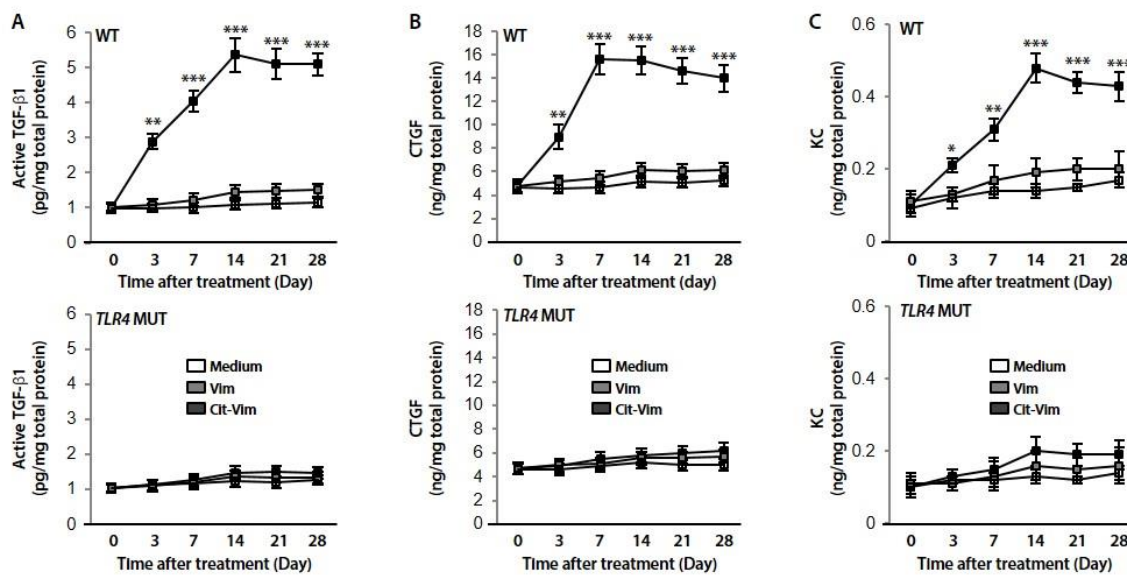 A
WT
Active TGF-β1
(pg/mg total protein)
6
5
4
3
2
1
0
**
***
***
***
***
0 3 7 14 21 28
Time after treatment (Day)
B
WT
CTGF
(ng/mg total protein)
18
16
14
12
10
8
6
4
2
0
**
***
***
***
***
0 3 7 14 21 28
Time after treatment (day)
C
WT
KC
(ng/mg total protein)
0.6
0.4
0.2
0
*
**
***
***
***
0 3 7 14 21 28
Time after treatment (Day)
TLR4 MUT
Active TGF-β1
(pg/mg total protein)
6
5
4
3
2
1
0
Medium
Vim
Cit-Vim
0 3 7 14 21 28
Time after treatment (Day)
TLR4 MUT
CTGF
(ng/mg total protein)
18
16
14
12
10
8
6
4
2
0
Medium
Vim
Cit-Vim
0 3 7 14 21 28
Time after treatment (Day)
TLR4 MUT
KC
(ng/mg total protein)
0.6
0.4
0.2
0
Medium
Vim
Cit-Vim
0 3 7 14 21 28
Time after treatment (Day)